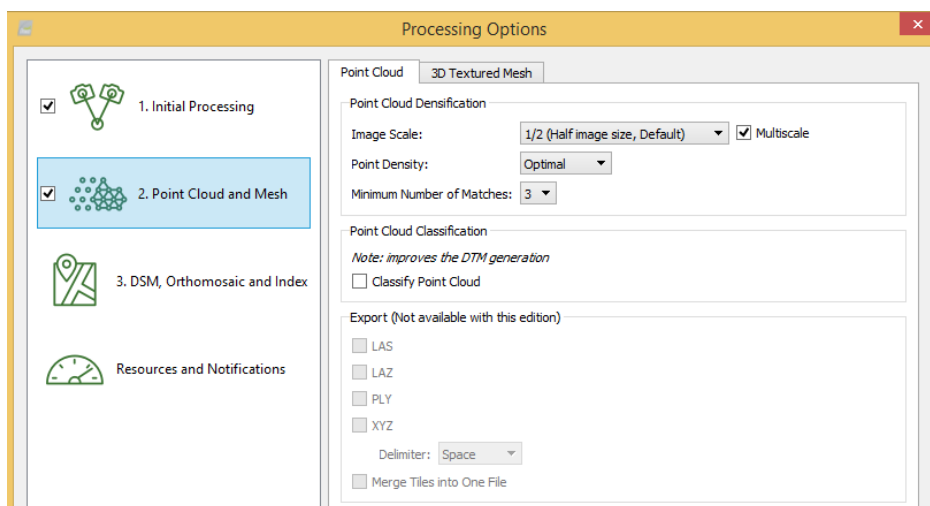 Processing Options
1. Initial Processing
2. Point Cloud and Mesh
3. DSM, Orthomosaic and Index
Resources and Notifications
Point Cloud 3D Textured Mesh
Point Cloud Densification
Image Scale: 1/2 (Half image size, Default) Multiscale
Point Density: Optimal
Minimum Number of Matches: 3
Point Cloud Classification
Note: improves the DTM generation
Classify Point Cloud
Export (Not available with this edition)
LAS
LAZ
PLY
XYZ
Delimiter: Space
Merge Tiles into One File